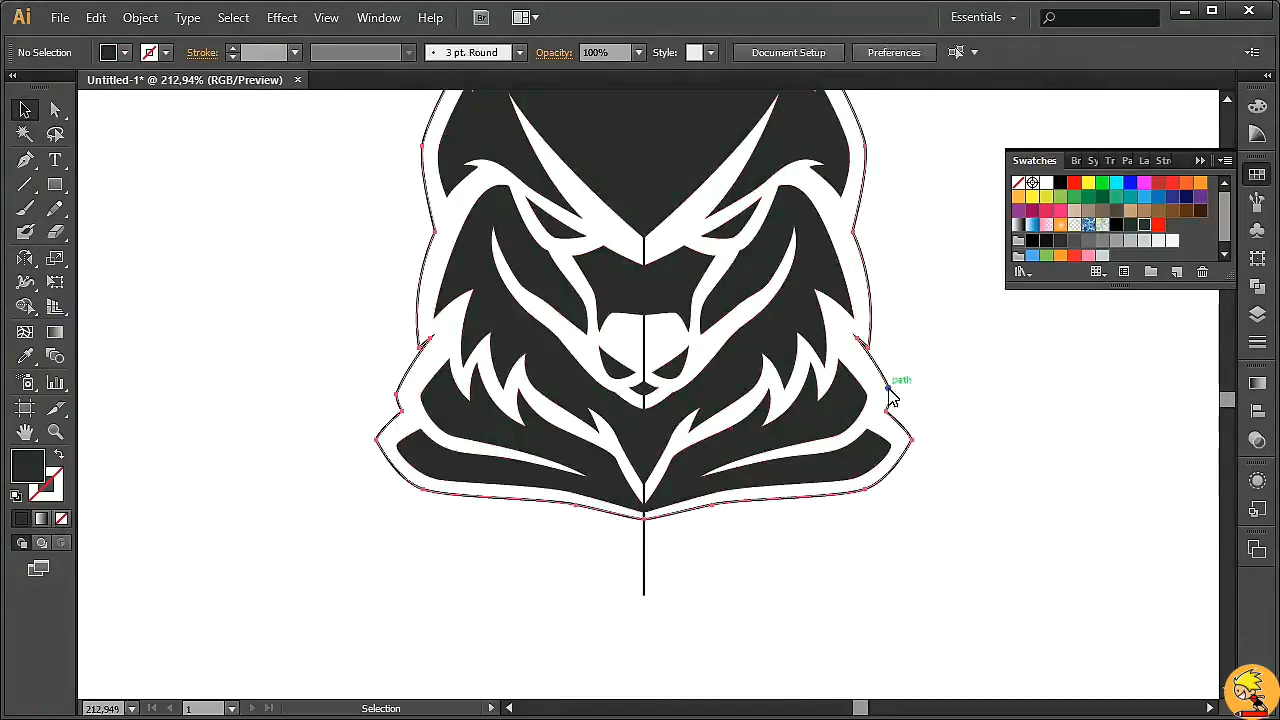 Ai File Edit Object Type Select Effect View Window Help Br Essentials
No Selection Stroke: 3 pt. Round Opacity: 100% Style: Document Setup Preferences
Untitled-1* @ 212,94% (RGB/Preview)
Swatches Br Sy Tr Pa La Str
path
212,94% 1 Selection